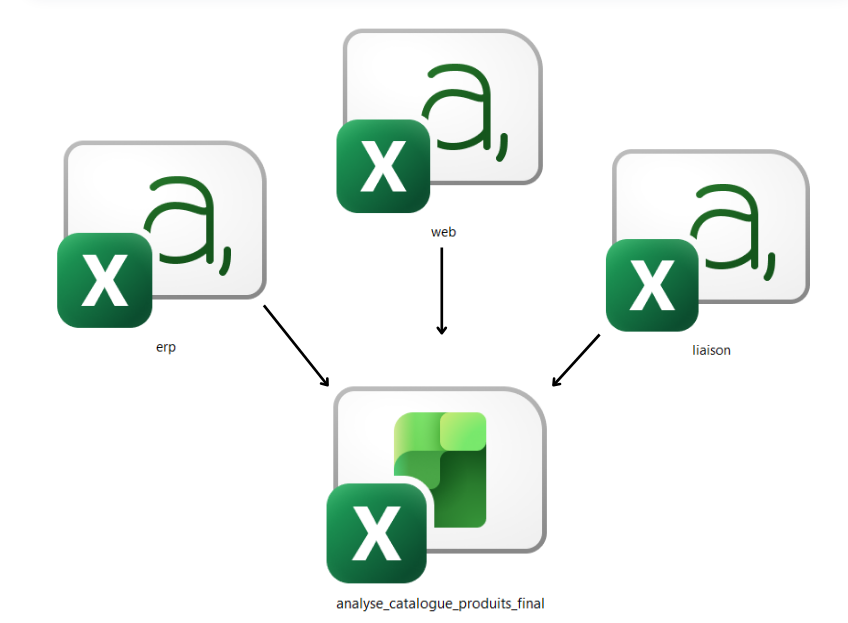 a,
X
web
a,
X
erp
a,
X
liaison
X
analyse_catalogue_produits_final